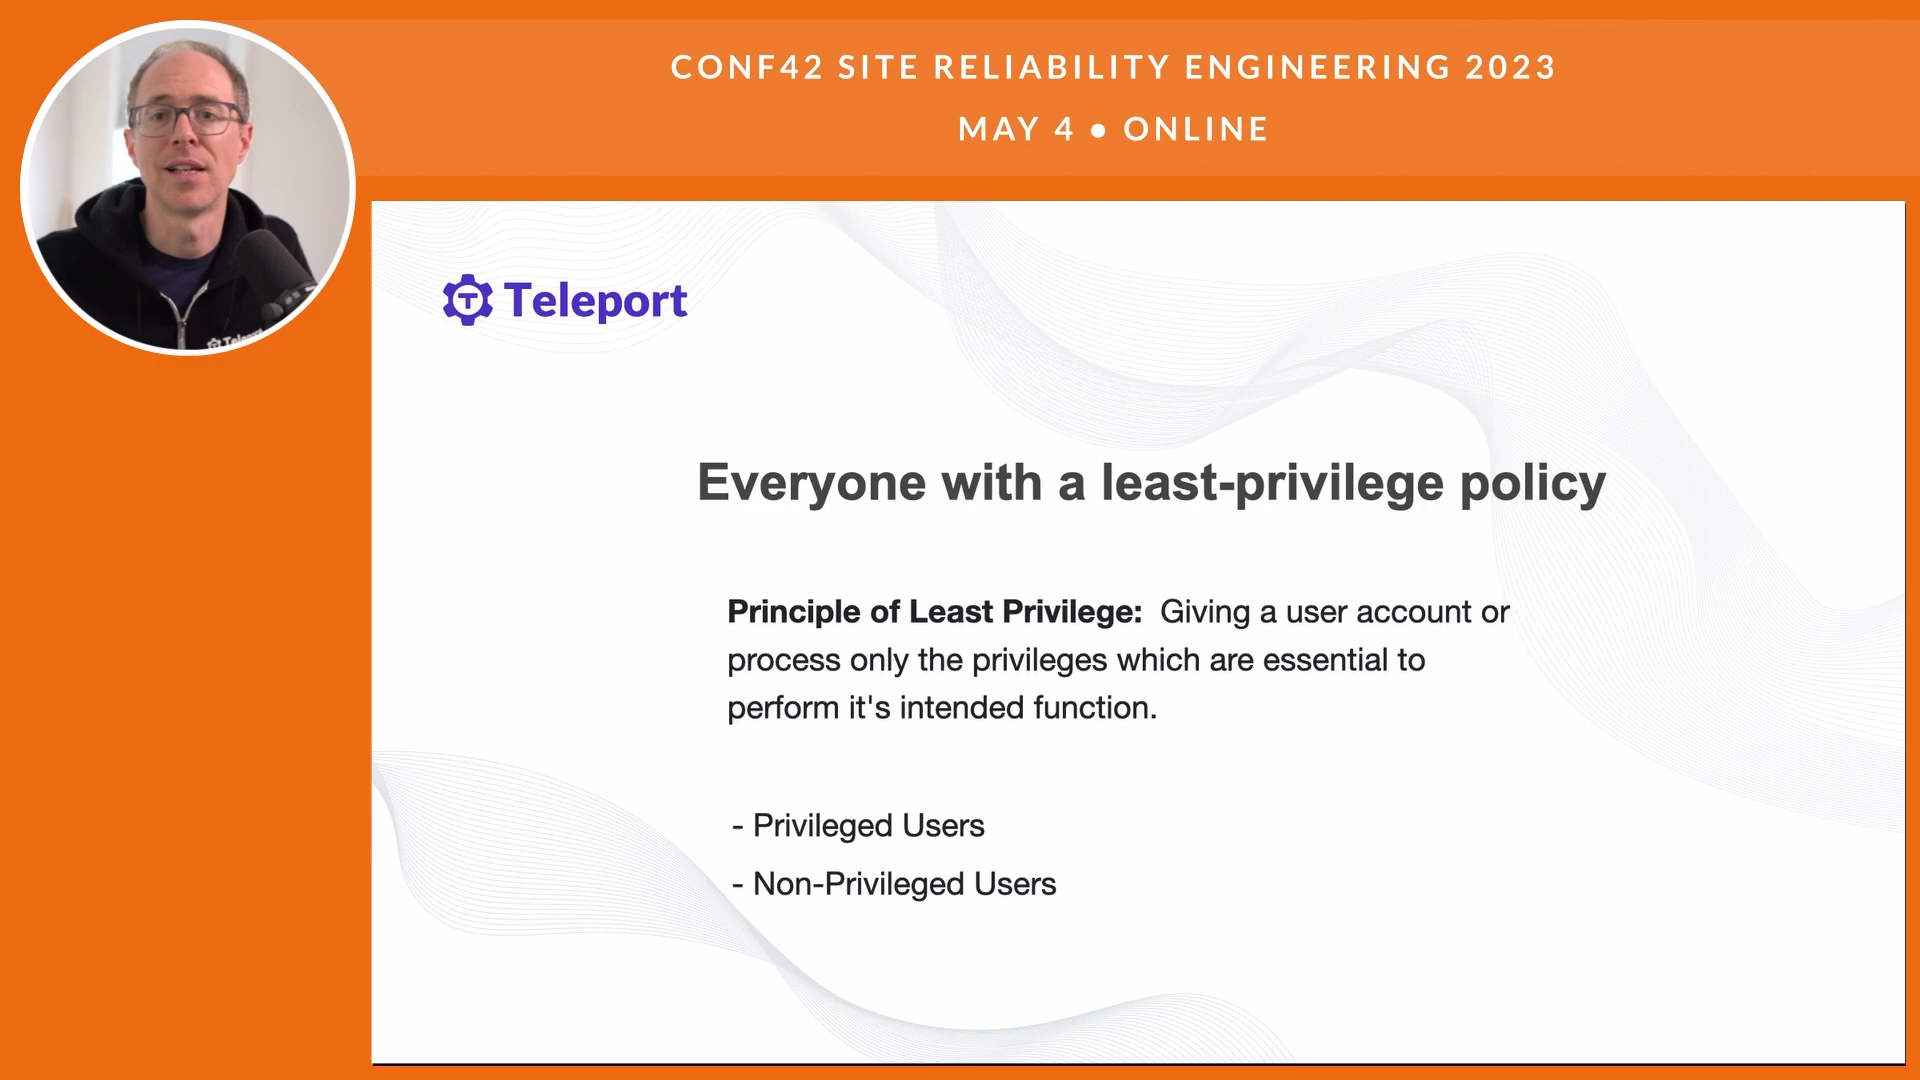 CONF42 SITE RELIABILITY ENGINEERING 2023
MAY 4 • ONLINE
Teleport
Everyone with a least-privilege policy
Principle of Least Privilege: Giving a user account or
process only the privileges which are essential to
perform it's intended function.
- Privileged Users
- Non-Privileged Users